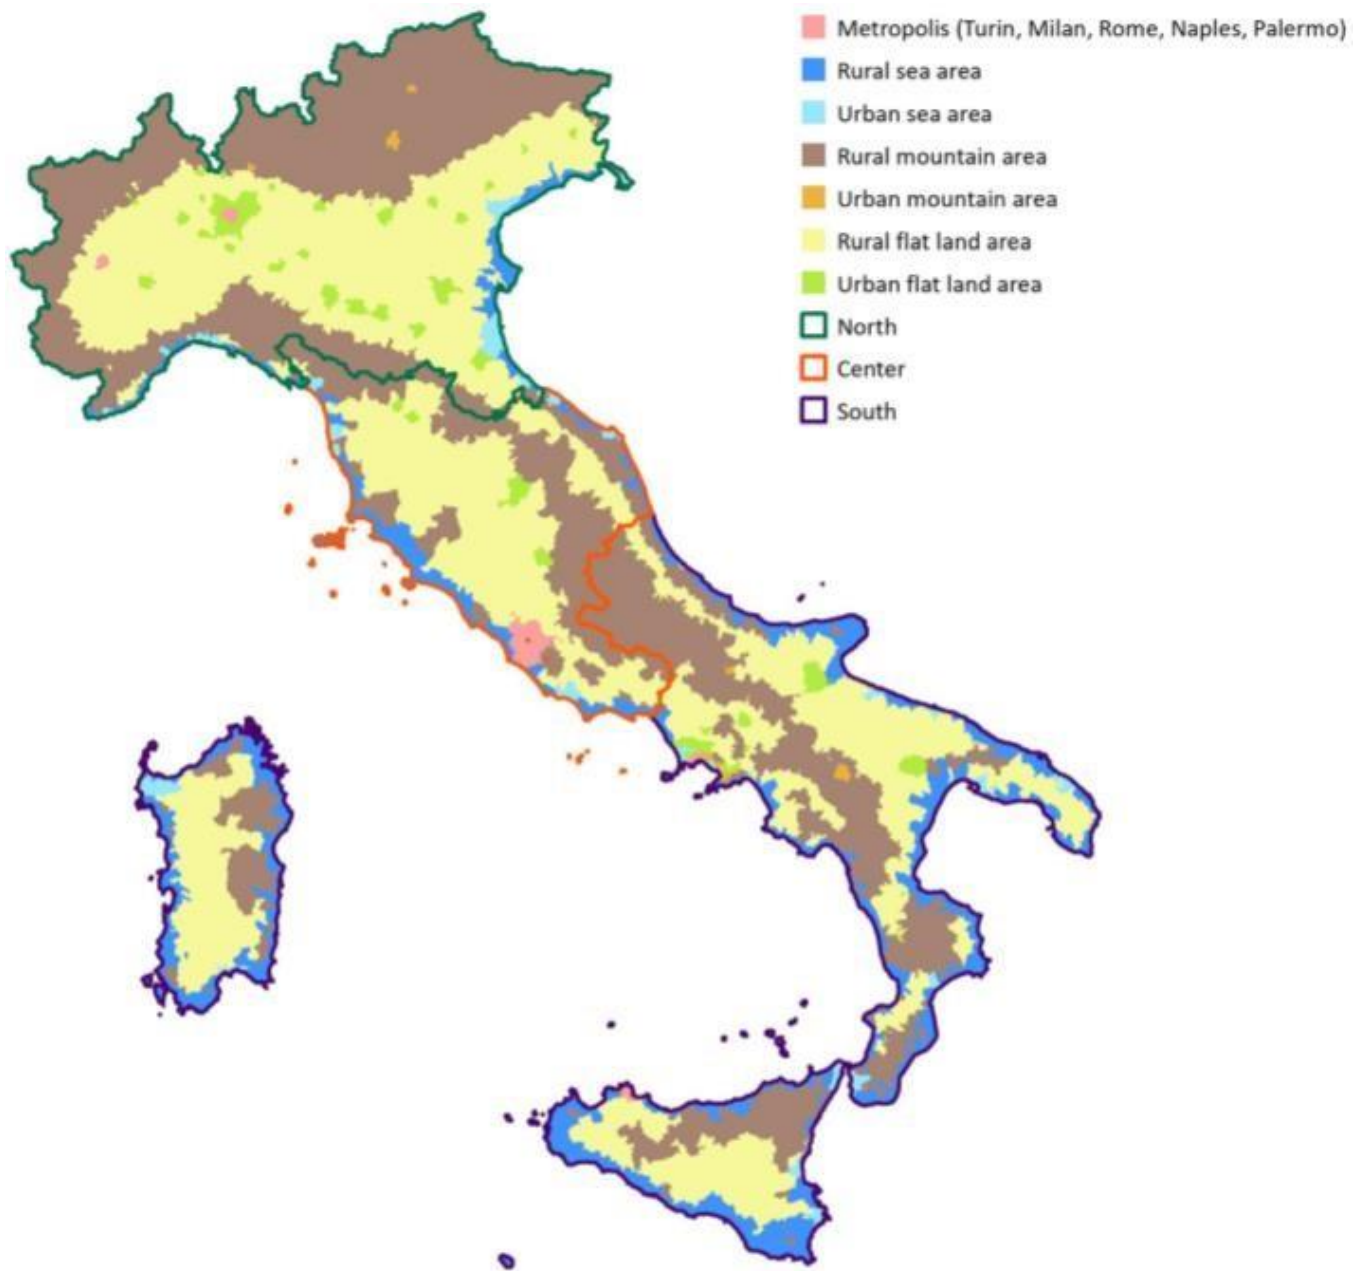 Metropolis (Turin, Milan, Rome, Naples, Palermo)
Rural sea area
Urban sea area
Rural mountain area
Urban mountain area
Rural flat land area
Urban flat land area
North
Center
South